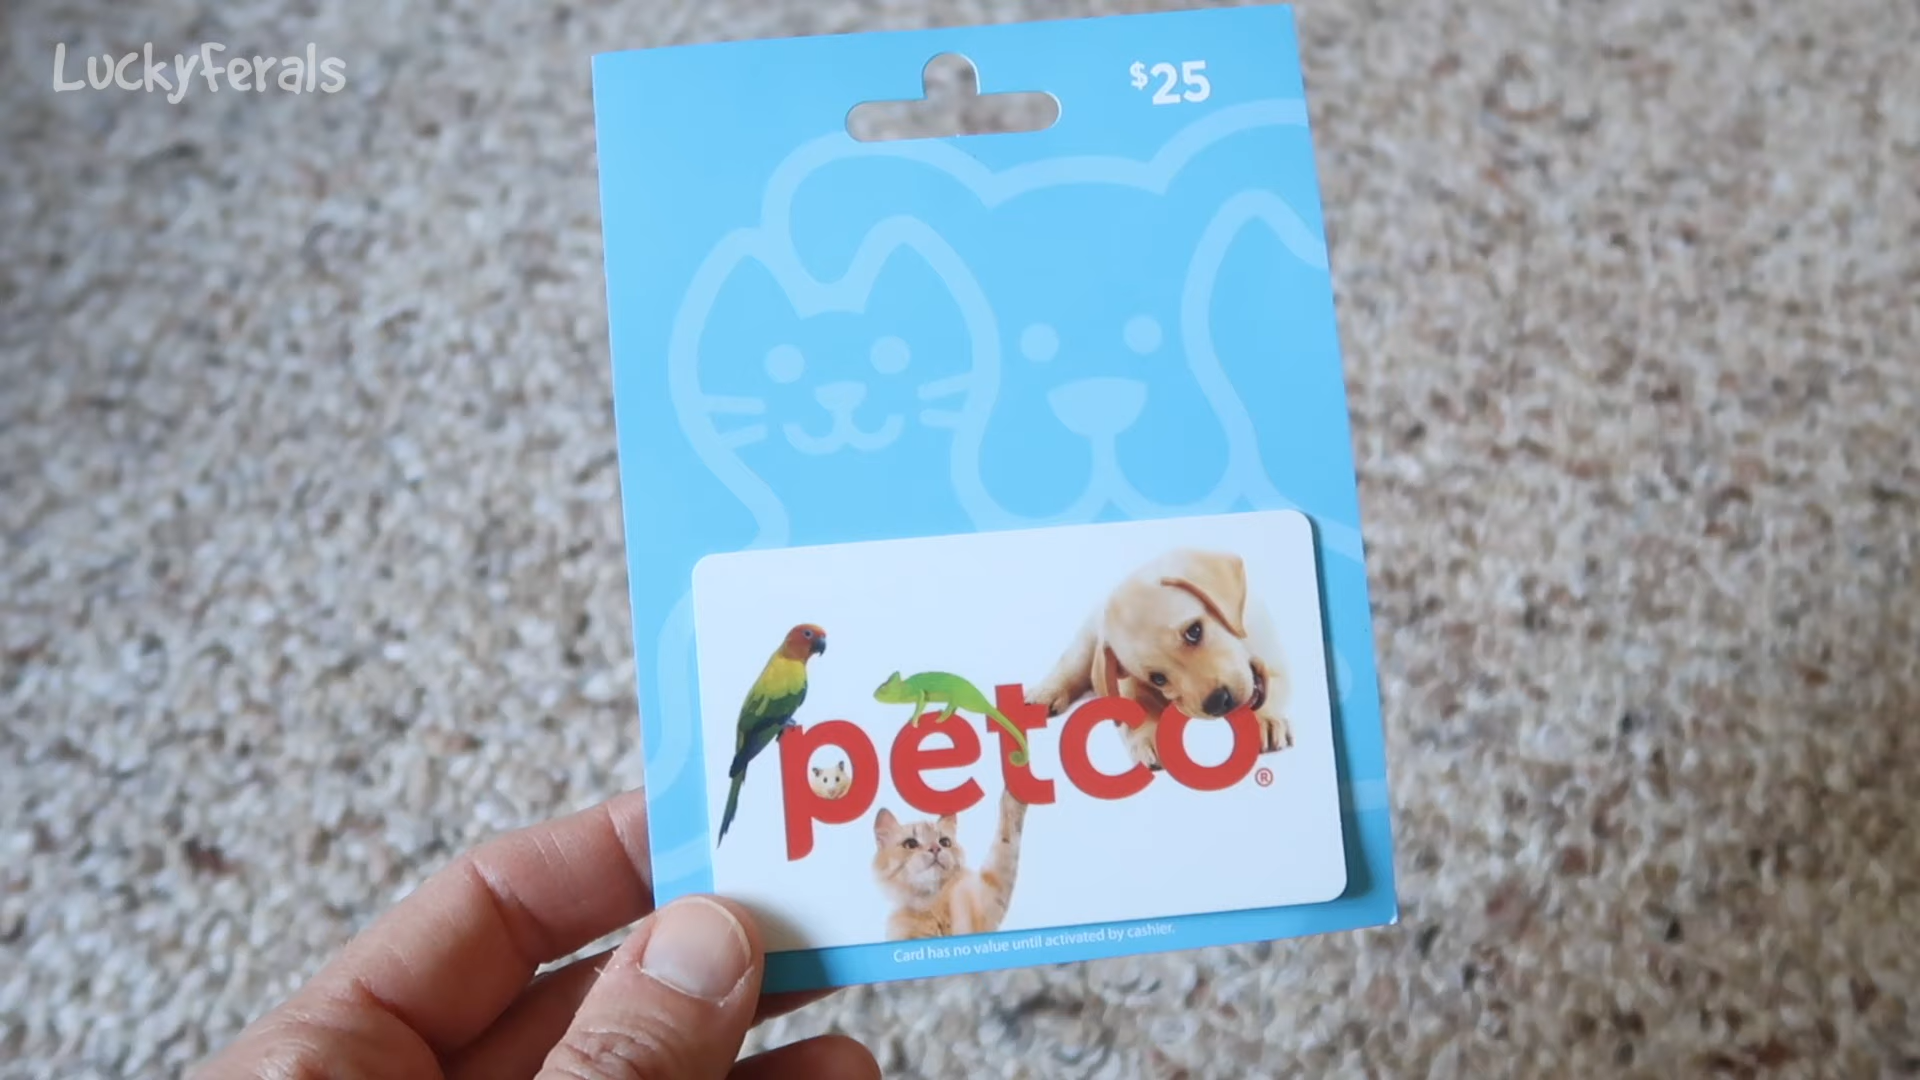 LuckyFerals
$25
petco®
Card has no value until activated by cashier.